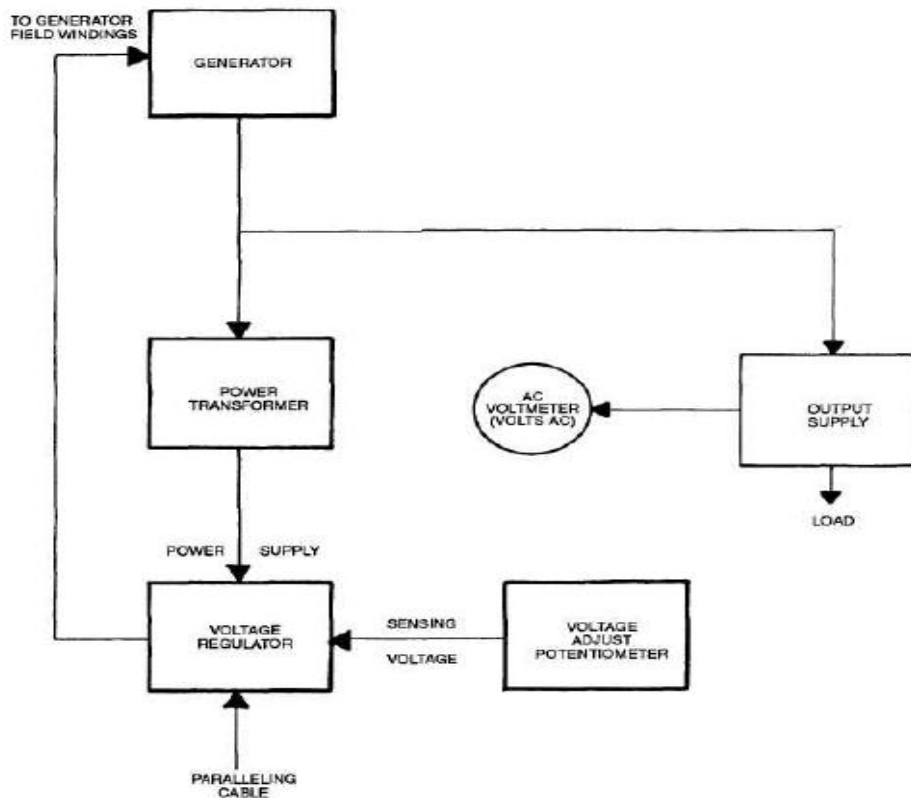 TO GENERATOR
FIELD WINDINGS
GENERATOR
POWER
TRANSFORMER
AC
VOLTMETER
(VOLTS AC)
OUTPUT
SUPPLY
LOAD
POWER SUPPLY
VOLTAGE
REGULATOR
SENSING
VOLTAGE
VOLTAGE
ADJUST
POTENTIOMETER
PARALLELING
CABLE